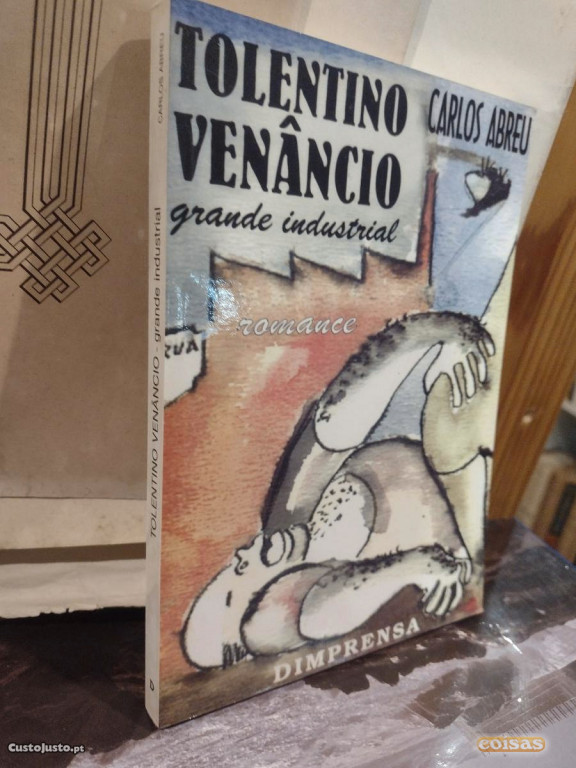 TOLENTINO
VENÂNCIO
grande industrial
CARLOS ABREU
romance
RUA
DIMPRENSA
CARLOS ABREU
TOLENTINO VENÂNCIO - grande industrial
D
CustoJusto.pt
coisas